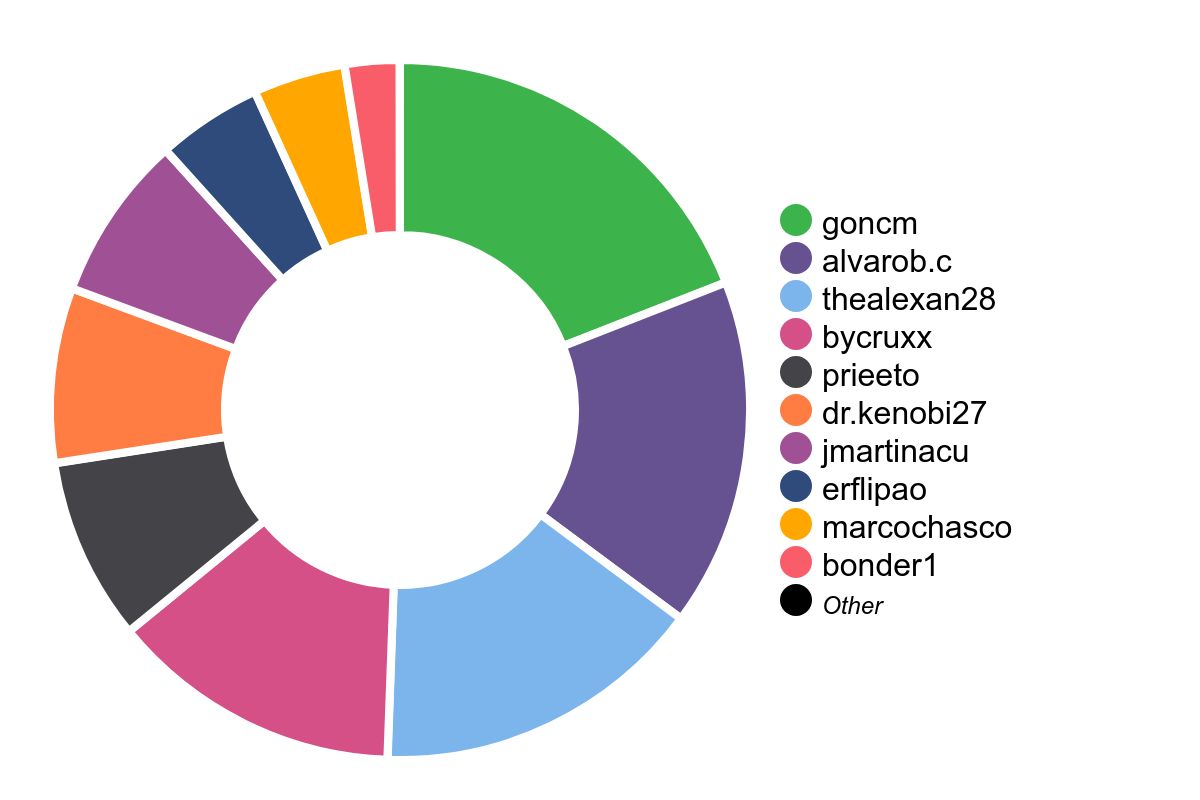 goncm
alvarob.c
thealexan28
bycruxx
prieeto
dr.kenobi27
jmartinacu
erflipao
marcochasco
bonder1
Other